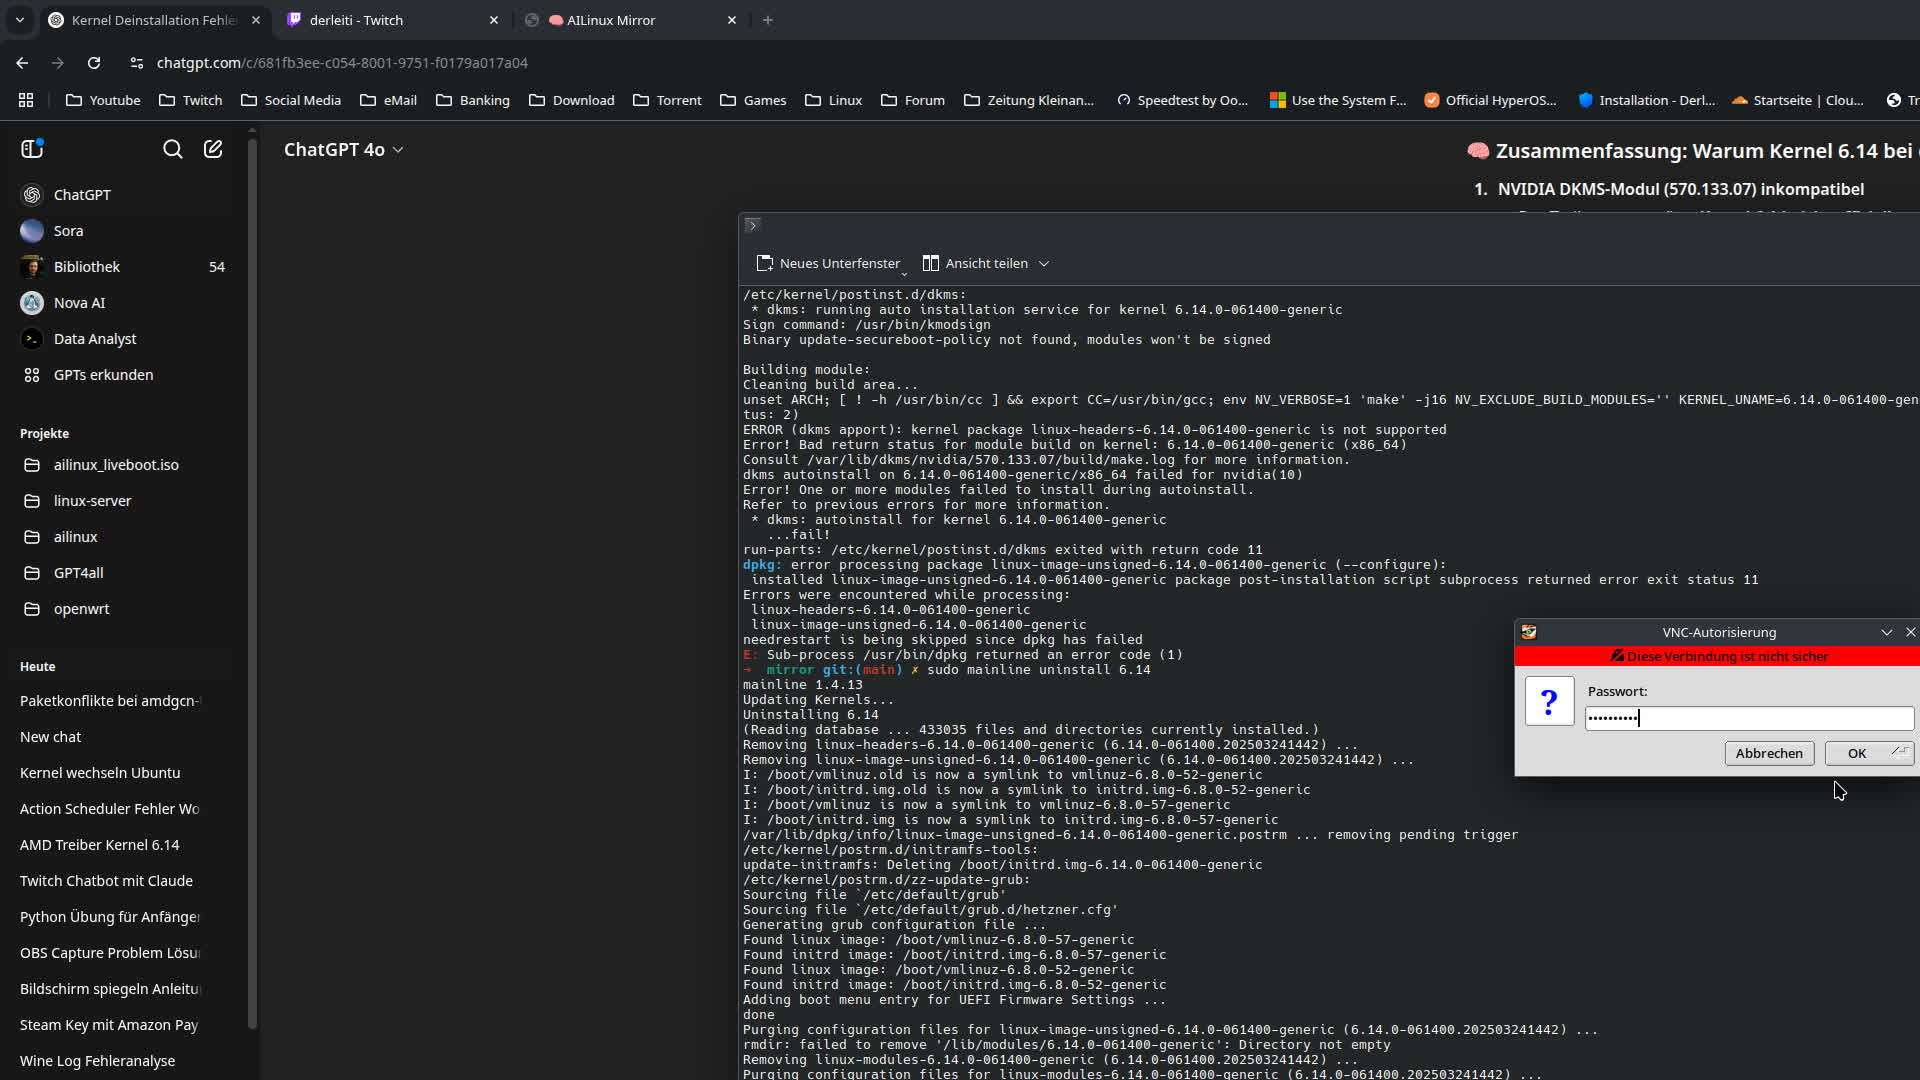 Kernel Deinstallation Fehle
derleiti - Twitch
AILinux Mirror
chatgpt.com/c/681fb3ee-c054-8001-9751-f0179a017a04
Youtube
Twitch
Social Media
eMail
Banking
Download
Torrent
Games
Linux
Forum
Zeitung Kleinan...
Speedtest by Oo...
Use the System F...
Official HyperOS...
Installation - Derl...
Startseite | Clou...
Tr
ChatGPT 4o
ChatGPT
Sora
Bibliothek 54
Nova AI
Data Analyst
GPTs erkunden
Projekte
ailinux_liveboot.iso
linux-server
ailinux
GPT4all
openwrt
Heute
Paketkonflikte bei amdgcn-
New chat
Kernel wechseln Ubuntu
Action Scheduler Fehler Wo
AMD Treiber Kernel 6.14
Twitch Chatbot mit Claude
Python Übung für Anfänger
OBS Capture Problem Lösu
Bildschirm spiegeln Anleitu
Steam Key mit Amazon Pay
Wine Log Fehleranalyse
Zusammenfassung: Warum Kernel 6.14 bei
1. NVIDIA DKMS-Modul (570.133.07) inkompatibel
Neues Unterfenster
Ansicht teilen
/etc/kernel/postinst.d/dkms:
* dkms: running auto installation service for kernel 6.14.0-061400-generic
Sign command: /usr/bin/kmodsign
Binary update-secureboot-policy not found, modules won't be signed
Building module:
Cleaning build area...
unset ARCH; [ ! -h /usr/bin/cc ] && export CC=/usr/bin/gcc; env NV_VERBOSE=1 'make' -j16 NV_EXCLUDE_BUILD_MODULES='' KERNEL_UNAME=6.14.0-061400-gen
tus: 2)
ERROR (dkms apport): kernel package linux-headers-6.14.0-061400-generic is not supported
Error! Bad return status for module build on kernel: 6.14.0-061400-generic (x86_64)
Consult /var/lib/dkms/nvidia/570.133.07/build/make.log for more information.
dkms autoinstall on 6.14.0-061400-generic/x86_64 failed for nvidia(10)
Error! One or more modules failed to install during autoinstall.
Refer to previous errors for more information.
* dkms: autoinstall for kernel 6.14.0-061400-generic
...fail!
run-parts: /etc/kernel/postinst.d/dkms exited with return code 11
dpkg: error processing package linux-image-unsigned-6.14.0-061400-generic (--configure):
installed linux-image-unsigned-6.14.0-061400-generic package post-installation script subprocess returned error exit status 11
Errors were encountered while processing:
linux-headers-6.14.0-061400-generic
linux-image-unsigned-6.14.0-061400-generic
needrestart is being skipped since dpkg has failed
E: Sub-process /usr/bin/dpkg returned an error code (1)
→ mirror git:(main) ✗ sudo mainline uninstall 6.14
mainline 1.4.13
Updating Kernels...
Uninstalling 6.14
(Reading database ... 433035 files and directories currently installed.)
Removing linux-headers-6.14.0-061400-generic (6.14.0-061400.202503241442) ...
Removing linux-image-unsigned-6.14.0-061400-generic (6.14.0-061400.202503241442) ...
I: /boot/vmlinuz.old is now a symlink to vmlinuz-6.8.0-52-generic
I: /boot/initrd.img.old is now a symlink to initrd.img-6.8.0-52-generic
I: /boot/vmlinuz is now a symlink to vmlinuz-6.8.0-57-generic
I: /boot/initrd.img is now a symlink to initrd.img-6.8.0-57-generic
/var/lib/dpkg/info/linux-image-unsigned-6.14.0-061400-generic.postrm ... removing pending trigger
/etc/kernel/postrm.d/initramfs-tools:
update-initramfs: Deleting /boot/initrd.img-6.14.0-061400-generic
/etc/kernel/postrm.d/zz-update-grub:
Sourcing file `/etc/default/grub'
Sourcing file `/etc/default/grub.d/hetzner.cfg'
Generating grub configuration file ...
Found linux image: /boot/vmlinuz-6.8.0-57-generic
Found initrd image: /boot/initrd.img-6.8.0-57-generic
Found linux image: /boot/vmlinuz-6.8.0-52-generic
Found initrd image: /boot/initrd.img-6.8.0-52-generic
Adding boot menu entry for UEFI Firmware Settings ...
done
Purging configuration files for linux-image-unsigned-6.14.0-061400-generic (6.14.0-061400.202503241442) ...
rmdir: failed to remove '/lib/modules/6.14.0-061400-generic': Directory not empty
Removing linux-modules-6.14.0-061400-generic (6.14.0-061400.202503241442) ...
Purging configuration files for linux-modules-6.14.0-061400-generic (6.14.0-061400.202503241442) ...
VNC-Autorisierung
Diese Verbindung ist nicht sicher
?
Passwort:
••••••••••
Abbrechen
OK